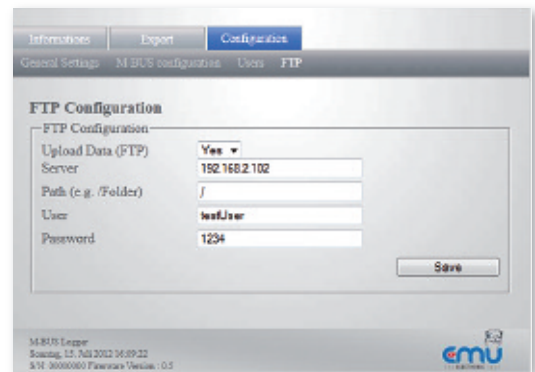 Informations Export Configuration
General Settings M-BUS configuration Users FTP
FTP Configuration
FTP Configuration
Upload Data (FTP) Yes
Server 192.168.2.102
Path (e.g. /Folder) /
User testUser
Password 1234
Save
M-BUS Logger
Sonntag, 15. Juli 2012 16:09:22
S/N: 00000000 Firmware Version : 0.5
emu